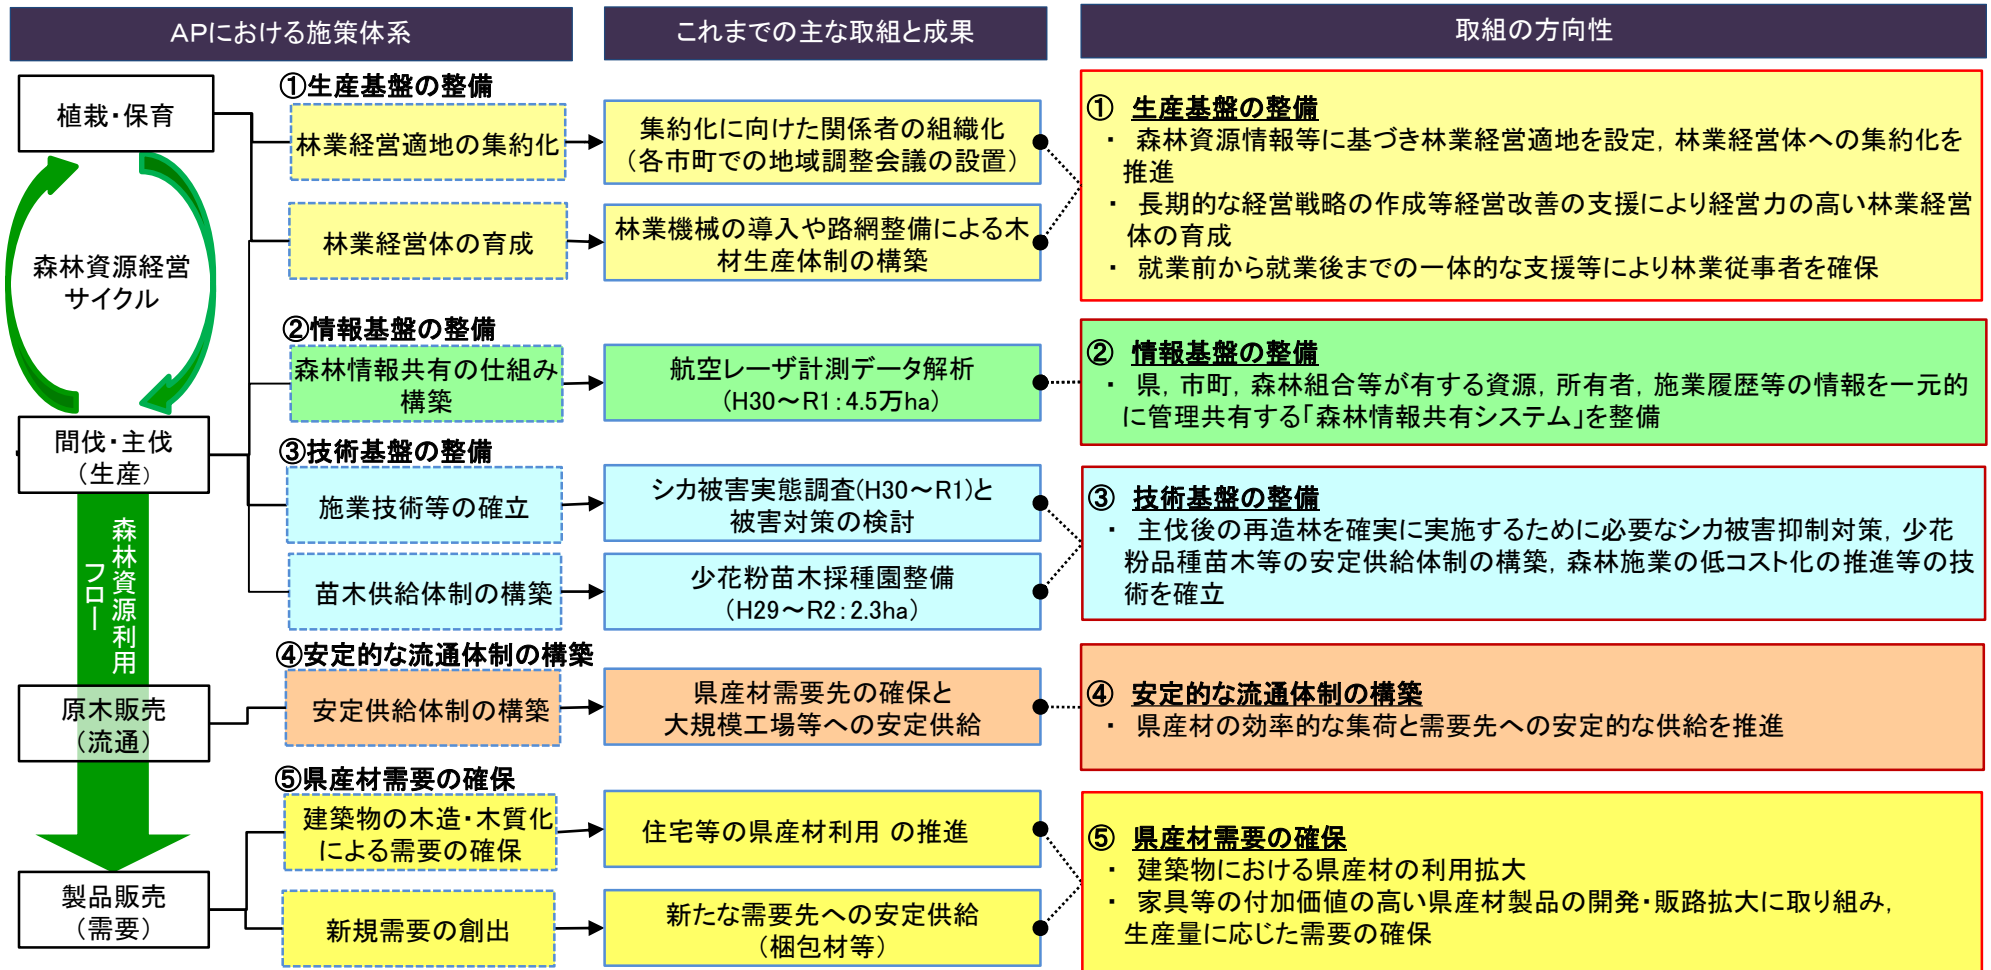 APにおける施策体系
これまでの主な取組と成果
取組の方向性
植栽・保育
森林資源経営
サイクル
間伐・主伐
（生産）
森林資源利用
フロー
原木販売
（流通）
製品販売
（需要）
①生産基盤の整備
林業経営適地の集約化
林業経営体の育成
②情報基盤の整備
森林情報共有の仕組み
構築
③技術基盤の整備
施業技術等の確立
苗木供給体制の構築
④安定的な流通体制の構築
安定供給体制の構築
⑤県産材需要の確保
建築物の木造・木質化
による需要の確保
新規需要の創出
集約化に向けた関係者の組織化
（各市町での地域調整会議の設置）
林業機械の導入や路網整備による木
材生産体制の構築
航空レーザ計測データ解析
（H30～R1：4.5万ha）
シカ被害実態調査(H30～R1)と
被害対策の検討
少花粉苗木採種園整備
（H29～R2：2.3ha）
県産材需要先の確保と
大規模工場等への安定供給
住宅等の県産材利用 の推進
新たな需要先への安定供給
（梱包材等）
① 生産基盤の整備
・ 森林資源情報等に基づき林業経営適地を設定，林業経営体への集約化を
推進
・ 長期的な経営戦略の作成等経営改善の支援により経営力の高い林業経営
体の育成
・ 就業前から就業後までの一体的な支援等により林業従事者を確保
② 情報基盤の整備
・ 県，市町，森林組合等が有する資源，所有者，施業履歴等の情報を一元的
に管理共有する「森林情報共有システム」を整備
③ 技術基盤の整備
・ 主伐後の再造林を確実に実施するために必要なシカ被害抑制対策，少花
粉品種苗木等の安定供給体制の構築，森林施業の低コスト化の推進等の技
術を確立
④ 安定的な流通体制の構築
・ 県産材の効率的な集荷と需要先への安定的な供給を推進
⑤ 県産材需要の確保
・ 建築物における県産材の利用拡大
・ 家具等の付加価値の高い県産材製品の開発・販路拡大に取り組み，
生産量に応じた需要の確保